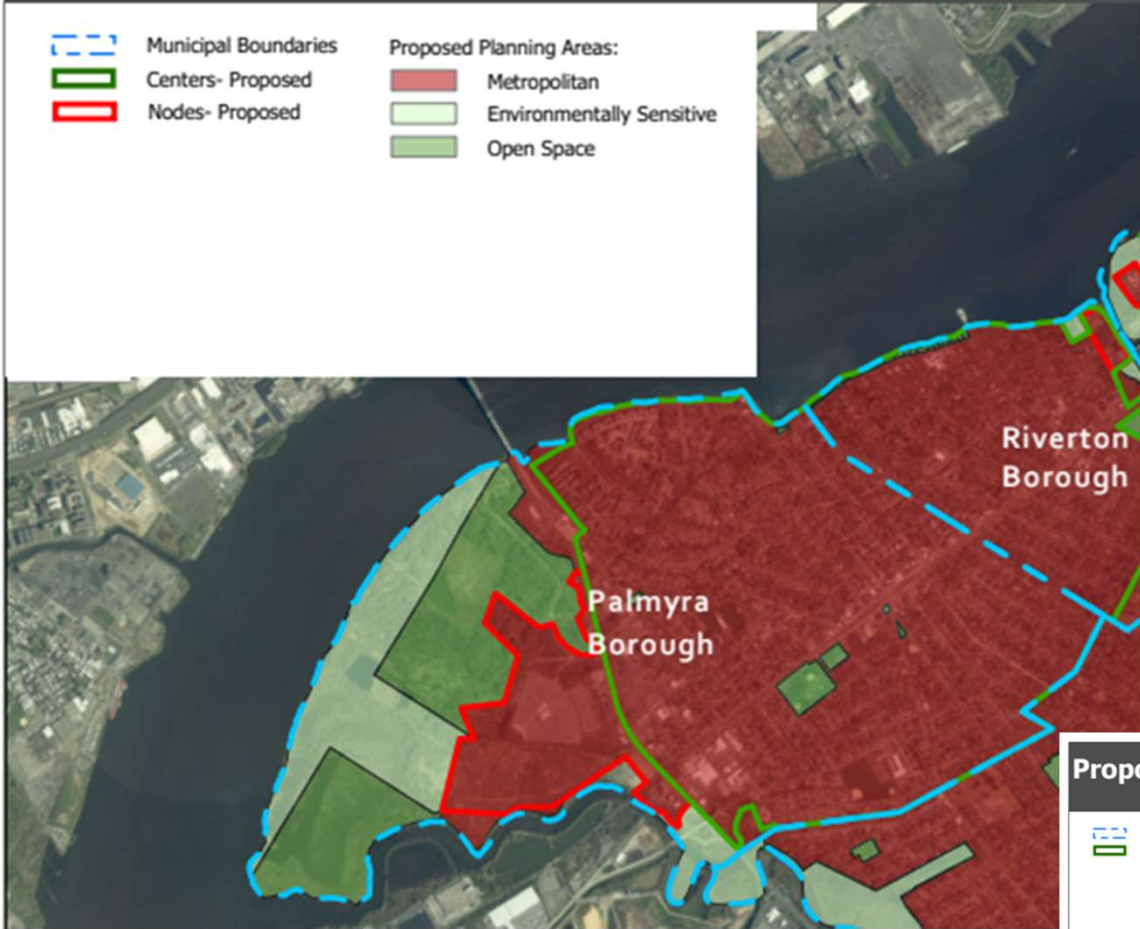 Municipal Boundaries
Centers- Proposed
Nodes- Proposed
Proposed Planning Areas:
Metropolitan
Environmentally Sensitive
Open Space
Riverton
Borough
Palmyra
Borough
Propo